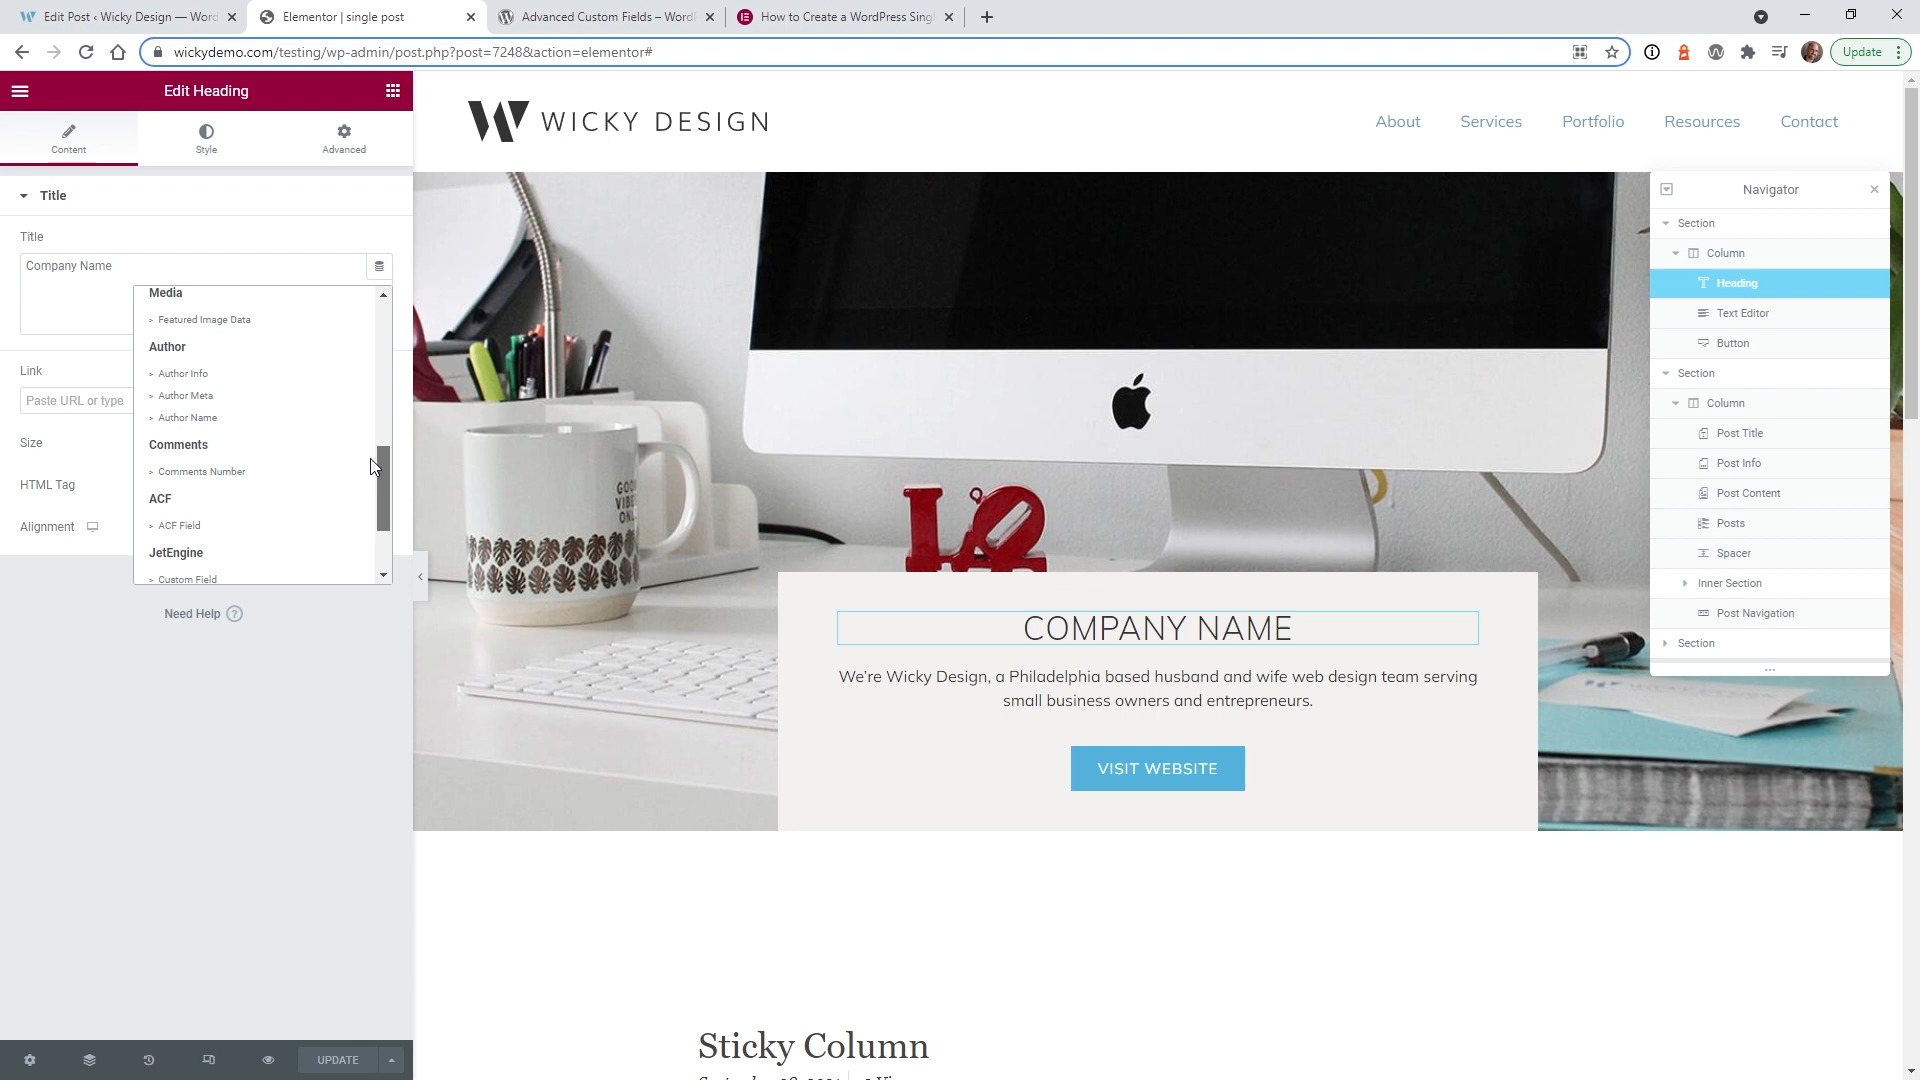 Edit Post ‹ Wicky Design — Word
Elementor | single post
Advanced Custom Fields – Word
How to Create a WordPress Sing
wickydemo.com/testing/wp-admin/post.php?post=7248&action=elementor#
Update
Edit Heading
Content
Style
Advanced
Title
Title
Company Name
Media
> Featured Image Data
Author
> Author Info
> Author Meta
> Author Name
Comments
> Comments Number
ACF
> ACF Field
JetEngine
> Custom Field
Link
Paste URL or type
Size
HTML Tag
Alignment
Need Help ?
UPDATE
WICKY DESIGN
About
Services
Portfolio
Resources
Contact
GOOD
VIBES
ONLY
COMPANY NAME
We’re Wicky Design, a Philadelphia based husband and wife web design team serving
small business owners and entrepreneurs.
VISIT WEBSITE
Sticky Column
Navigator
Section
Column
Heading
Text Editor
Button
Section
Column
Post Title
Post Info
Post Content
Posts
Spacer
Inner Section
Post Navigation
Section